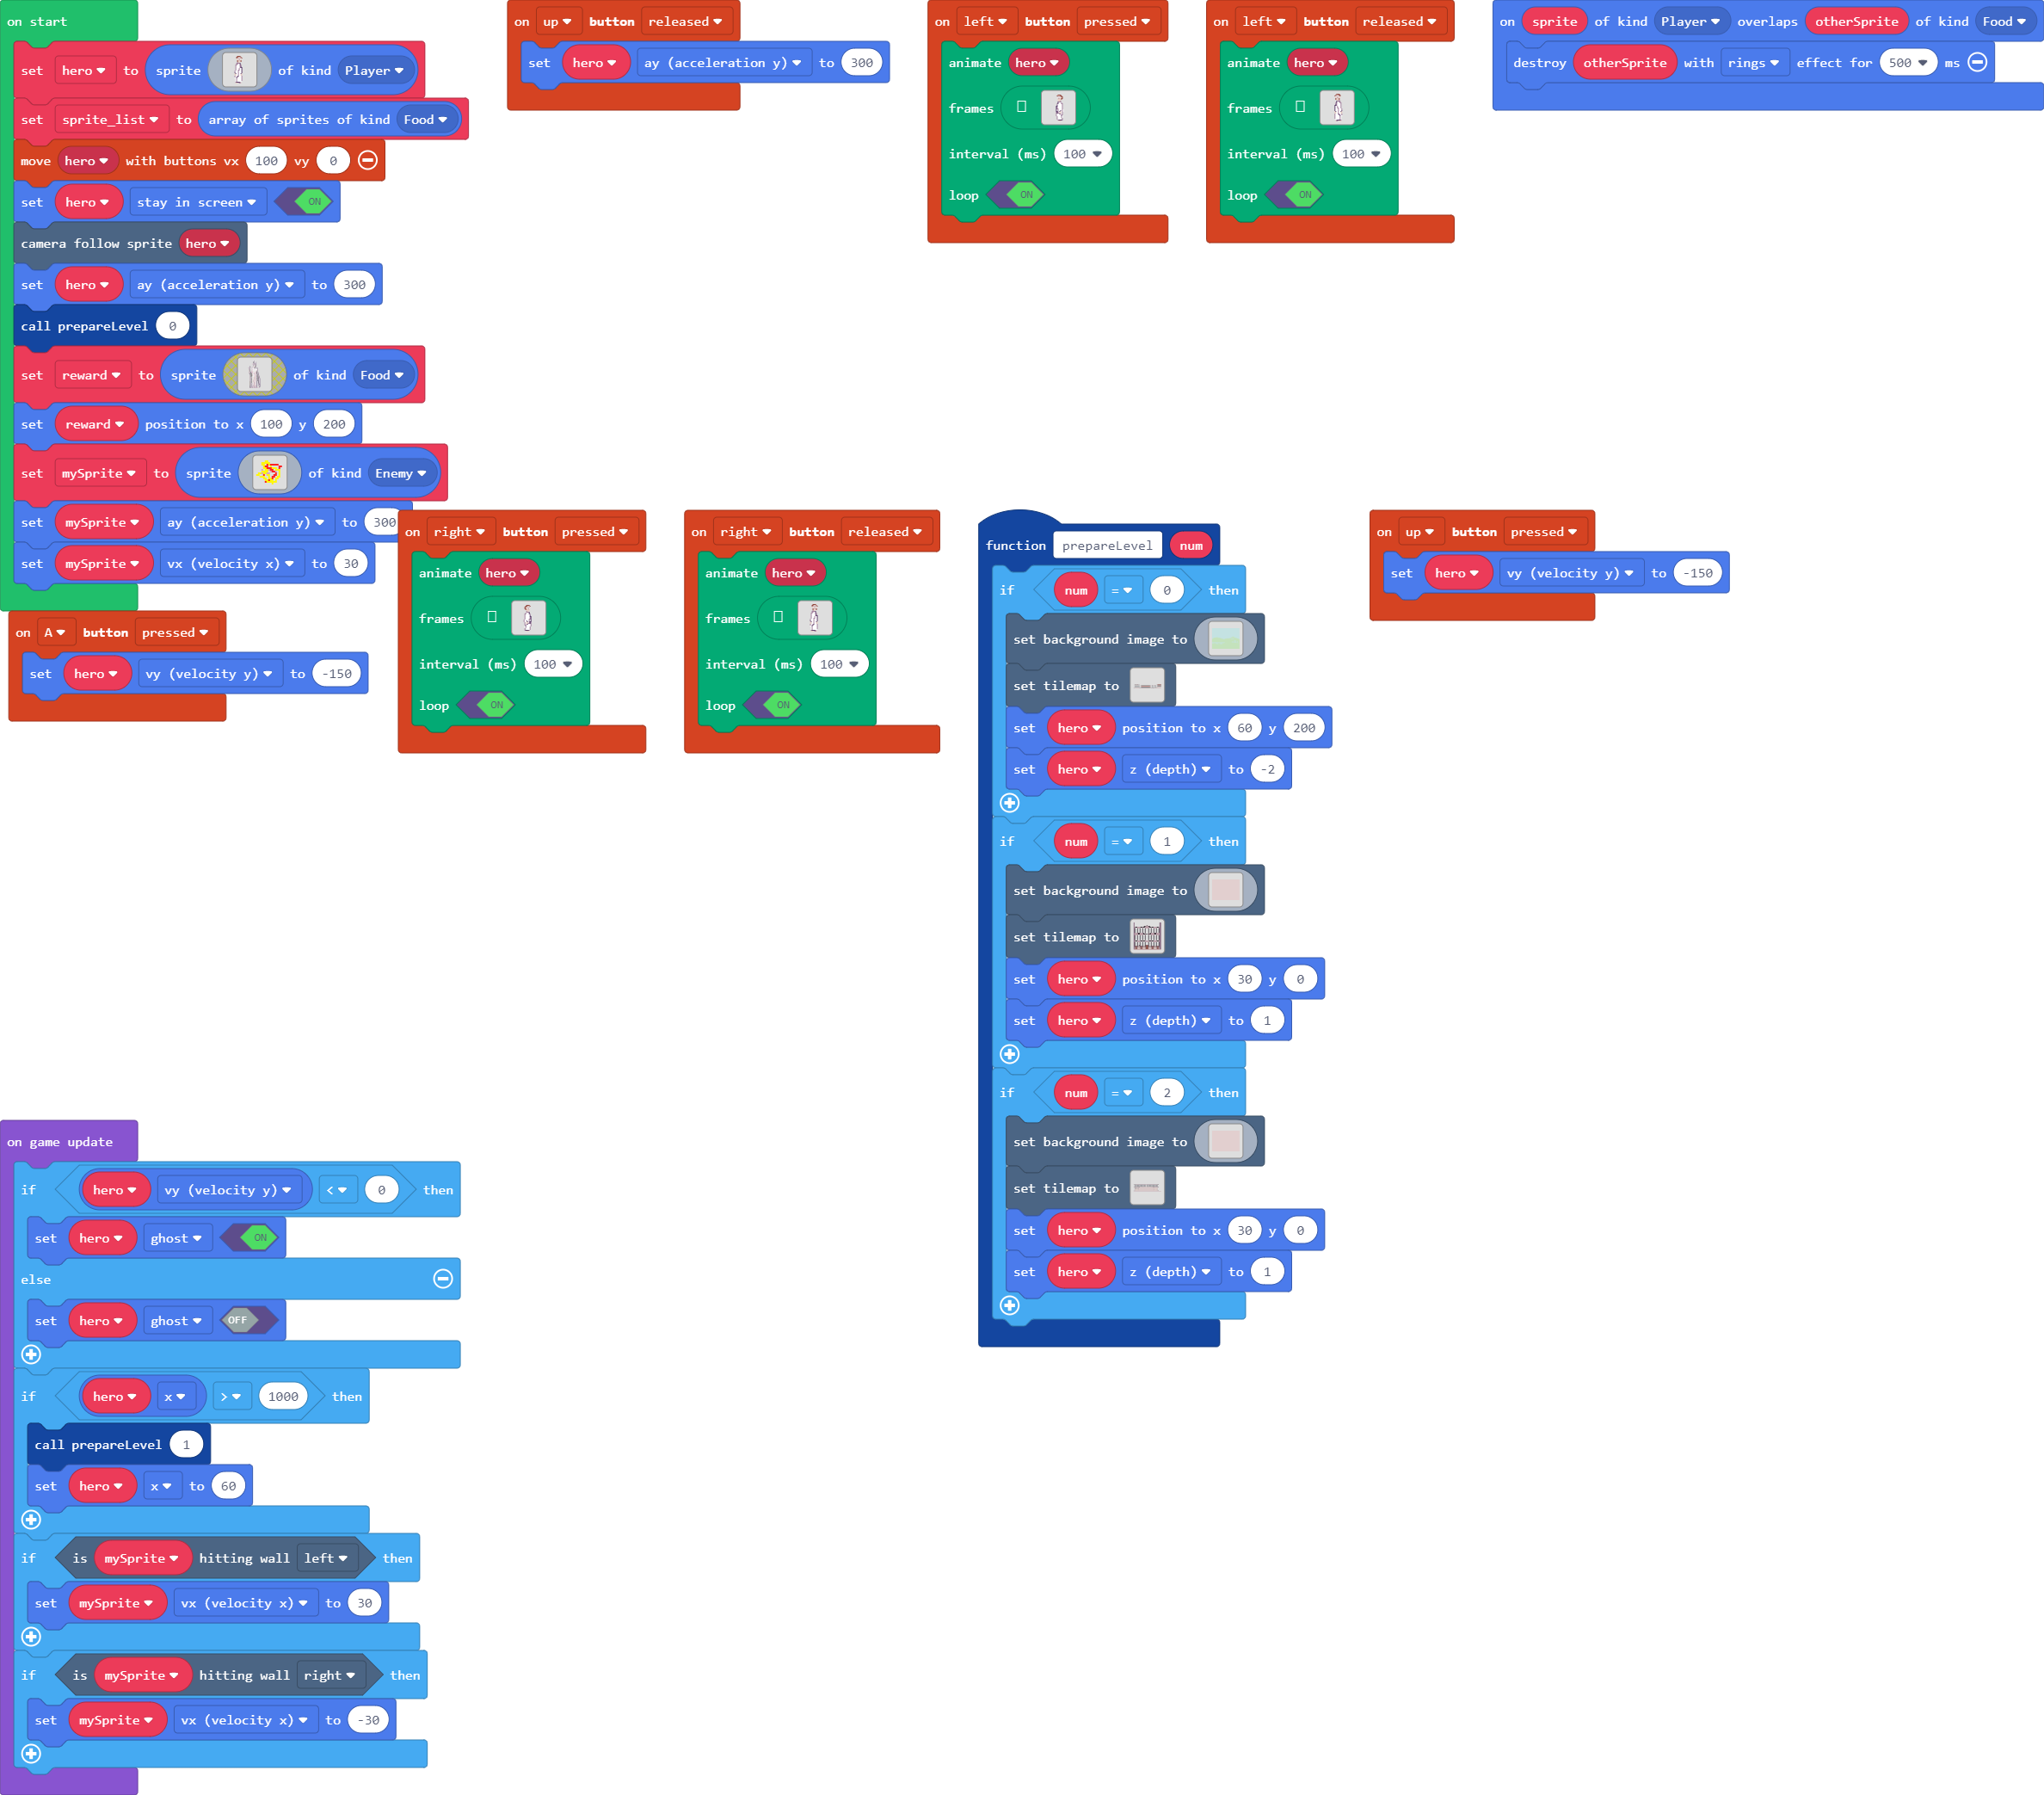 on start
set hero to sprite of kind Player
set sprite_list to array of sprites of kind Food
move hero with buttons vx 100 vy 0
set hero stay in screen ON
camera follow sprite hero
set hero ay (acceleration y) to 300
call prepareLevel 0
set reward to sprite of kind Food
set reward position to x 100 y 200
set mySprite to sprite of kind Enemy
set mySprite ay (acceleration y) to 300
set mySprite vx (velocity x) to 30
on A button pressed
set hero vy (velocity y) to -150
on up button released
set hero ay (acceleration y) to 300
on left button pressed
animate hero
frames
interval (ms) 100
loop ON
on left button released
animate hero
frames
interval (ms) 100
loop ON
on sprite of kind Player overlaps otherSprite of kind Food
destroy otherSprite with rings effect for 500 ms
on right button pressed
animate hero
frames
interval (ms) 100
loop ON
on right button released
animate hero
frames
interval (ms) 100
loop ON
function prepareLevel num
if num = 0 then
set background image to
set tilemap to
set hero position to x 60 y 200
set hero z (depth) to -2
if num = 1 then
set background image to
set tilemap to
set hero position to x 30 y 0
set hero z (depth) to 1
if num = 2 then
set background image to
set tilemap to
set hero position to x 30 y 0
set hero z (depth) to 1
on up button pressed
set hero vy (velocity y) to -150
on game update
if hero vy (velocity y) < 0 then
set hero ghost ON
else
set hero ghost OFF
if hero x > 1000 then
call prepareLevel 1
set hero x to 60
if is mySprite hitting wall left then
set mySprite vx (velocity x) to 30
if is mySprite hitting wall right then
set mySprite vx (velocity x) to -30